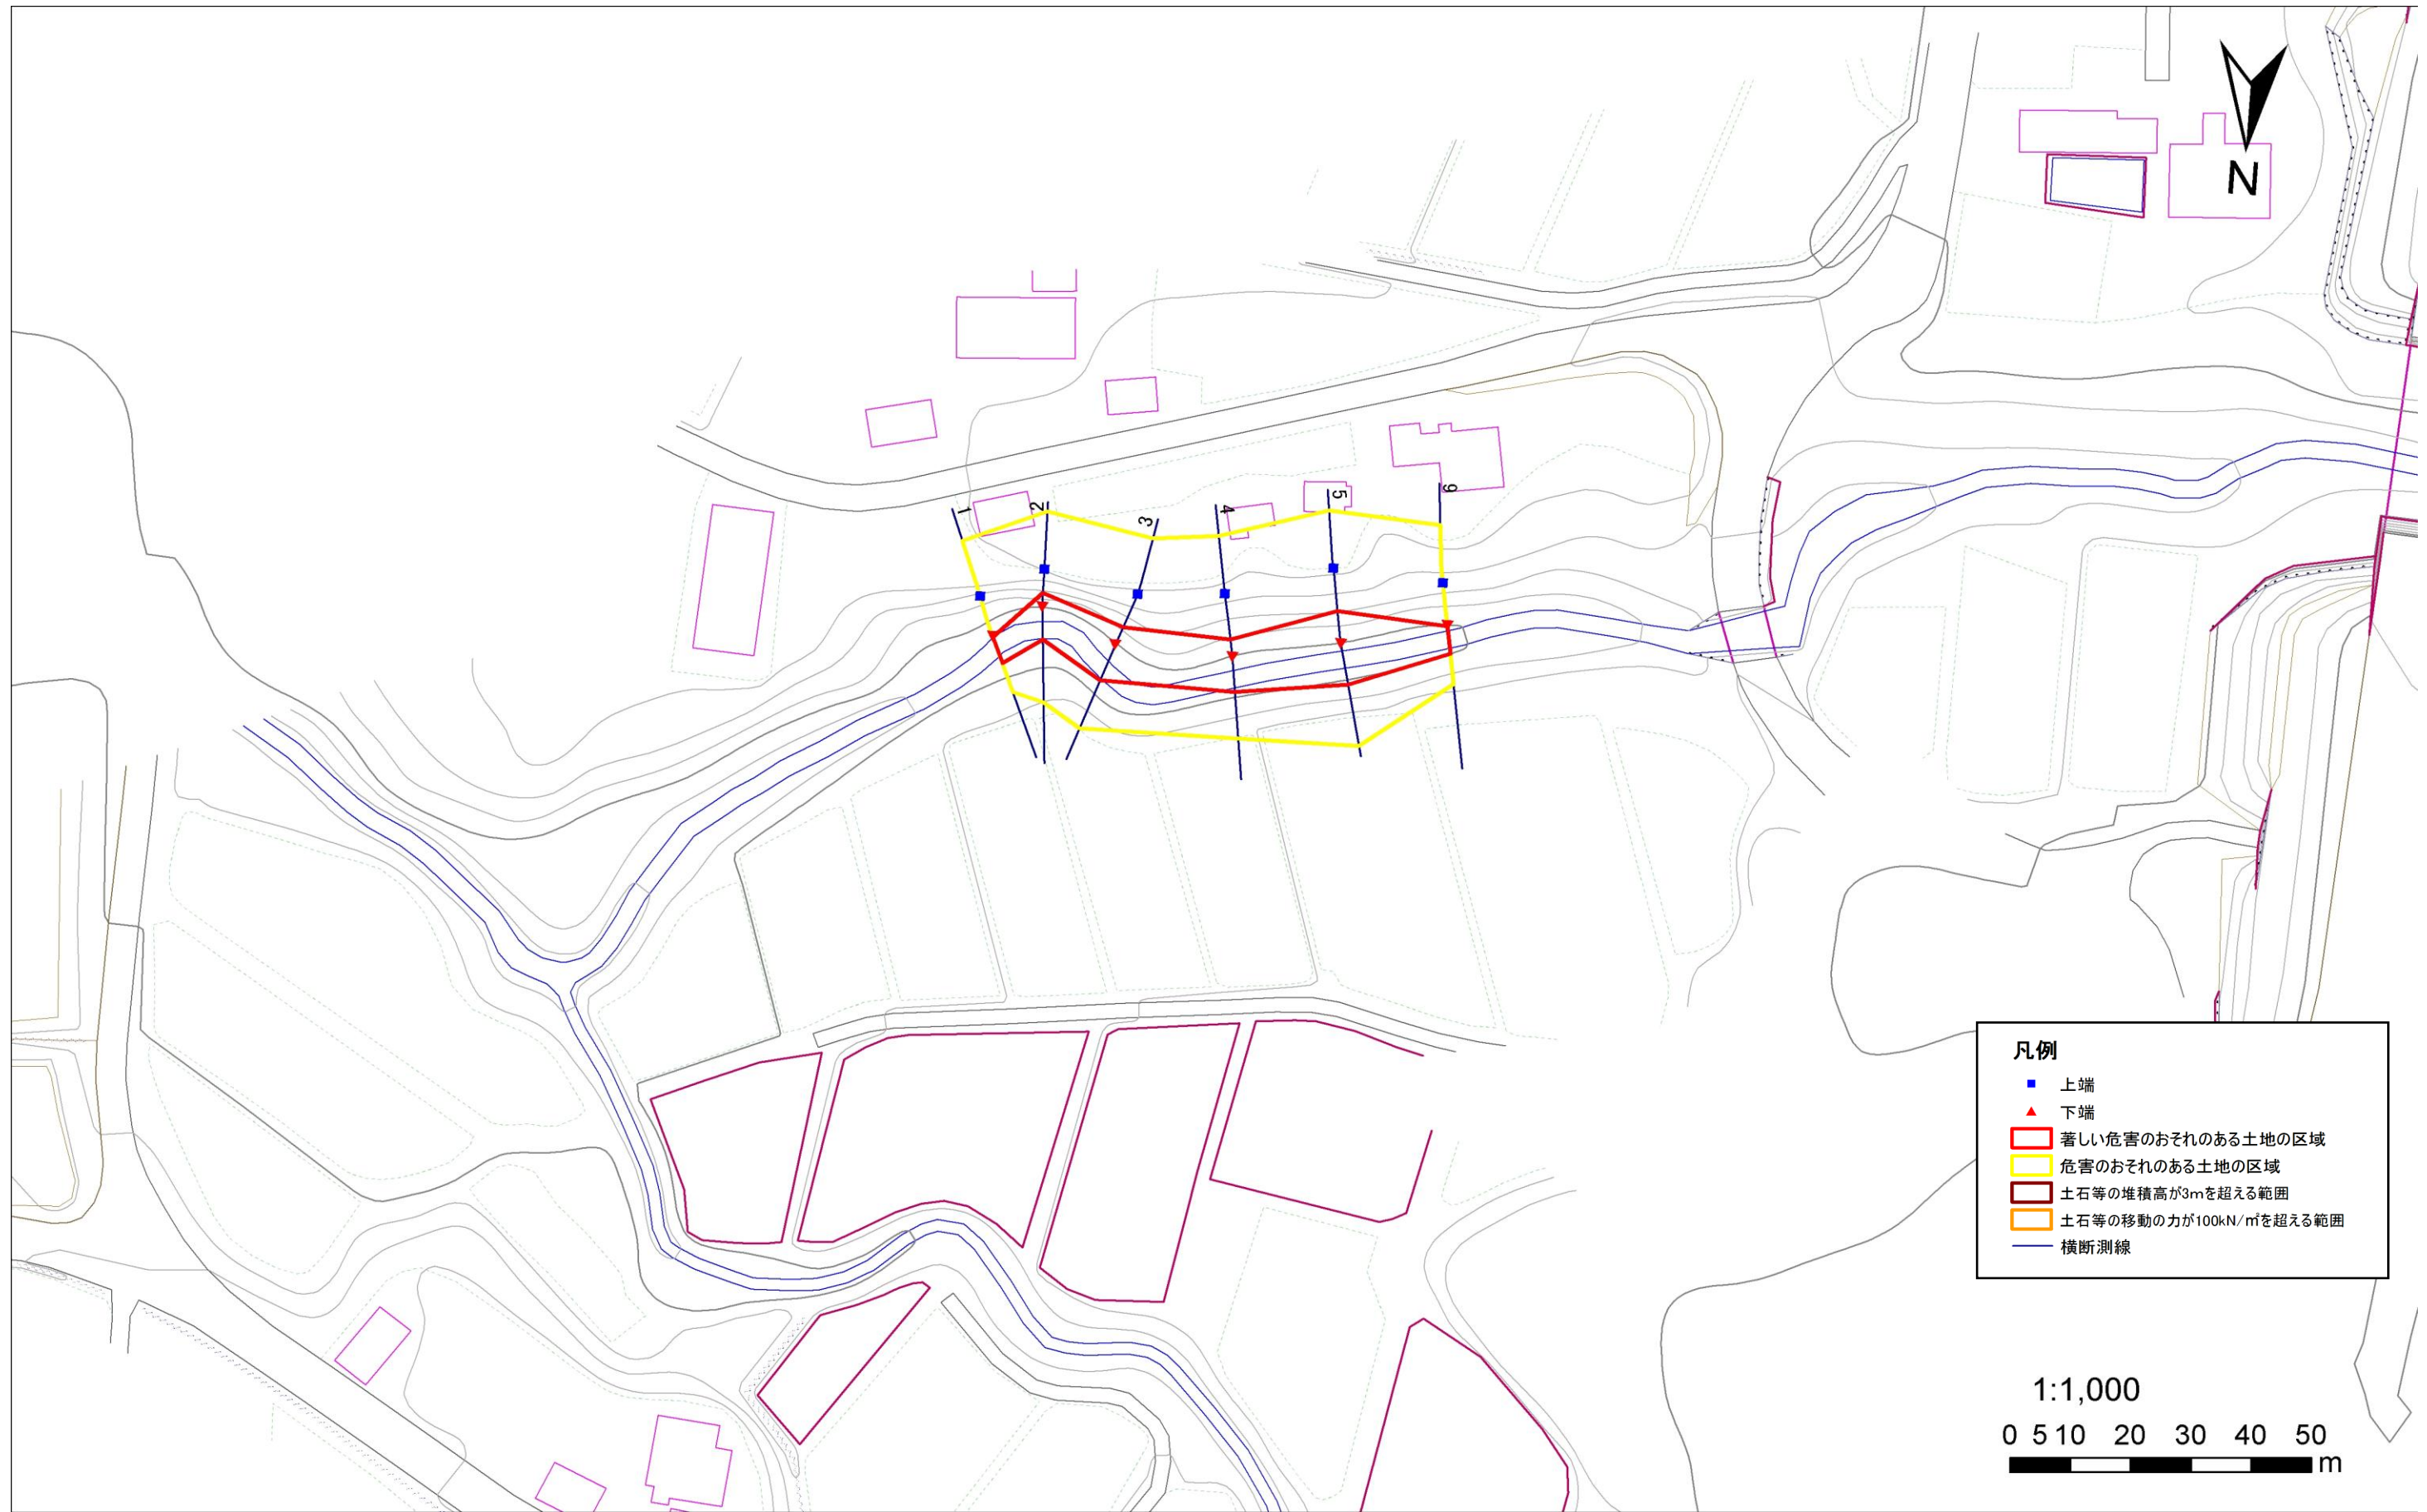 N
1
2
3
4
5
6
凡例
上端
下端
著しい危害のおそれのある土地の区域
危害のおそれのある土地の区域
土石等の堆積高が3mを超える範囲
土石等の移動の力が100kN/㎡を超える範囲
横断測線
1:1,000
0 5 10 20 30 40 50
m